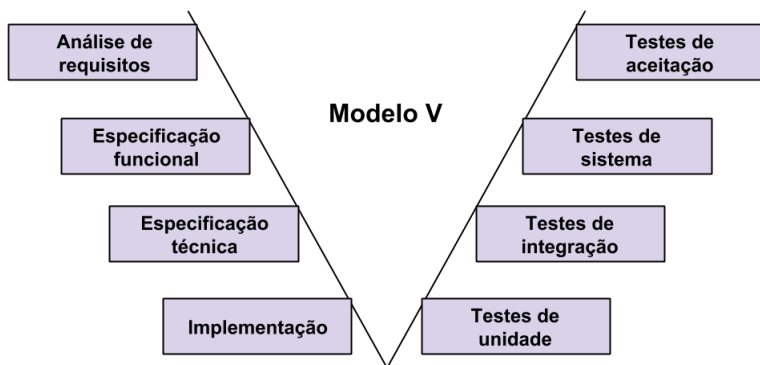 Análise de
requisitos
Testes de
aceitação
Modelo V
Especificação
funcional
Testes de
sistema
Especificação
técnica
Testes de
integração
Implementação
Testes de
unidade